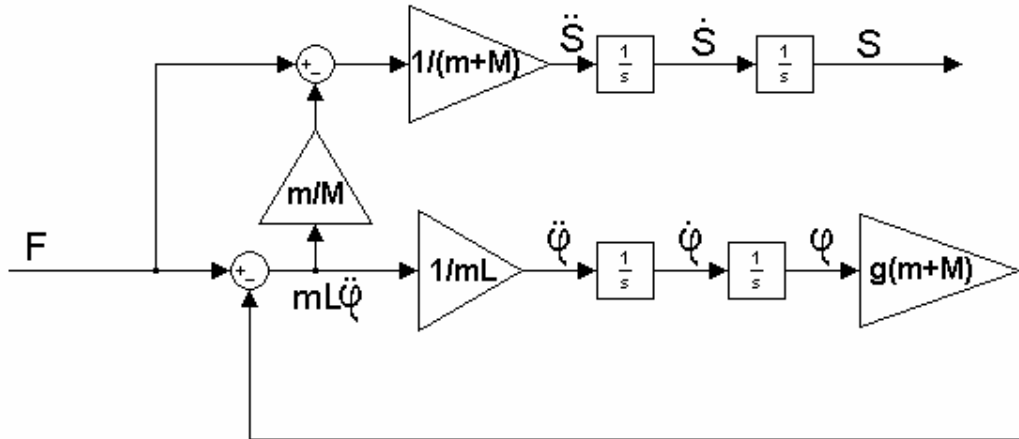 S̈ Ṡ S
+ −
1/(m+M)
1/s 1/s
m/M
F
+ −
mLφ̈
1/mL
φ̈ φ̇ φ
1/s 1/s
g(m+M)